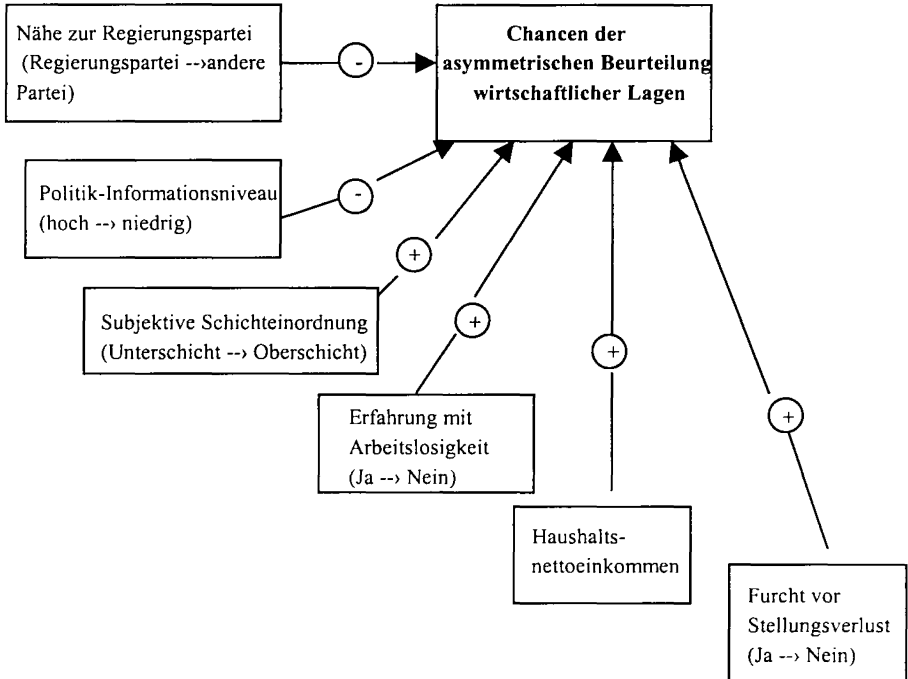 Nähe zur Regierungspartei
(Regierungspartei -->andere
Partei)
-
Chancen der
asymmetrischen Beurteilung
wirtschaftlicher Lagen
Politik-Informationsniveau
(hoch --> niedrig)
-
Subjektive Schichteinordnung
(Unterschicht --> Oberschicht)
+
Erfahrung mit
Arbeitslosigkeit
(Ja --> Nein)
+
Haushalts-
nettoeinkommen
+
Furcht vor
Stellungsverlust
(Ja --> Nein)
+